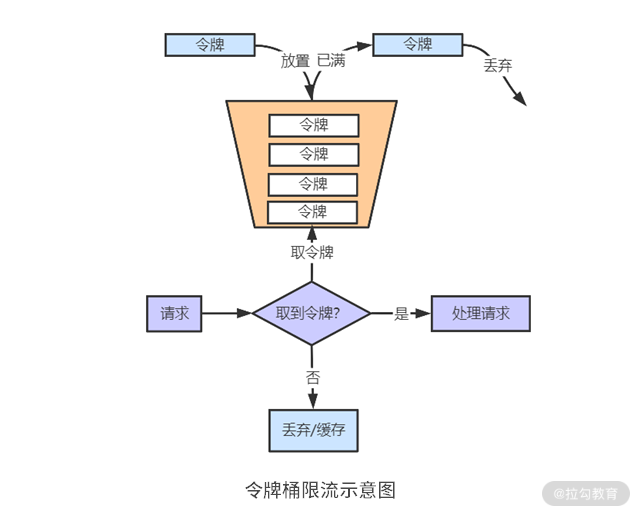 令牌
放置
已满
令牌
丢弃
令牌
令牌
令牌
令牌
取令牌
请求
取到令牌?
是
处理请求
否
丢弃/缓存
令牌桶限流示意图
@拉勾教育